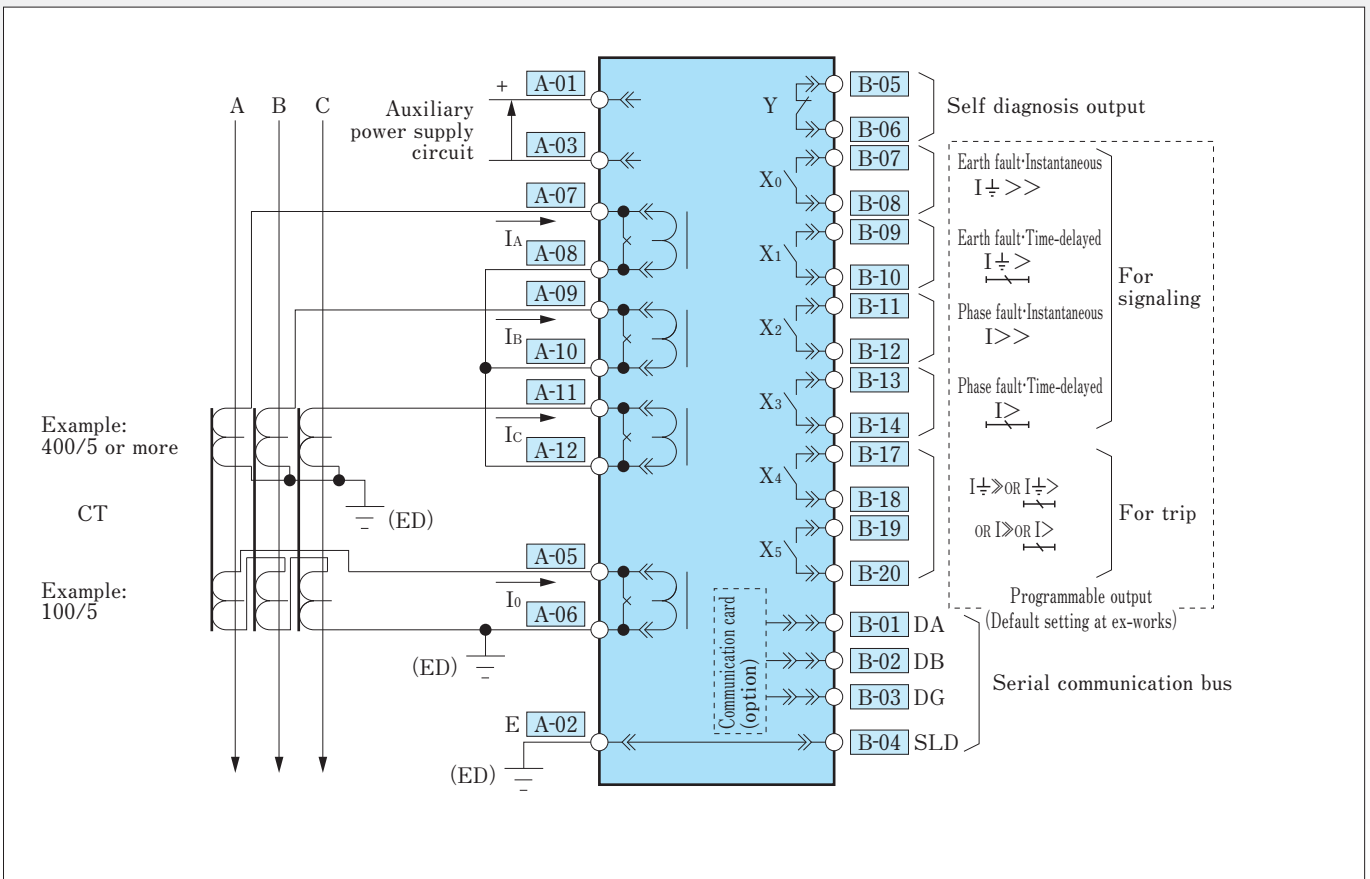 A B C
Auxiliary
power supply
circuit
+
A-01
A-03
A-07
IA
A-08
A-09
IB
A-10
A-11
IC
A-12
Example:
400/5 or more
CT
(ED)
Example:
100/5
A-05
I0
A-06
(ED)
E A-02
(ED)
Y
X0
X1
X2
X3
X4
X5
Communication card
(option)
B-05
B-06
B-07
B-08
B-09
B-10
B-11
B-12
B-13
B-14
B-17
B-18
B-19
B-20
B-01 DA
B-02 DB
B-03 DG
B-04 SLD
Self diagnosis output
Earth fault·Instantaneous
I⏚>>
Earth fault·Time-delayed
I⏚>
Phase fault·Instantaneous
I>>
Phase fault·Time-delayed
I>
For
signaling
I⏚≫OR I⏚>
OR I≫OR I>
For trip
Programmable output
(Default setting at ex-works)
Serial communication bus